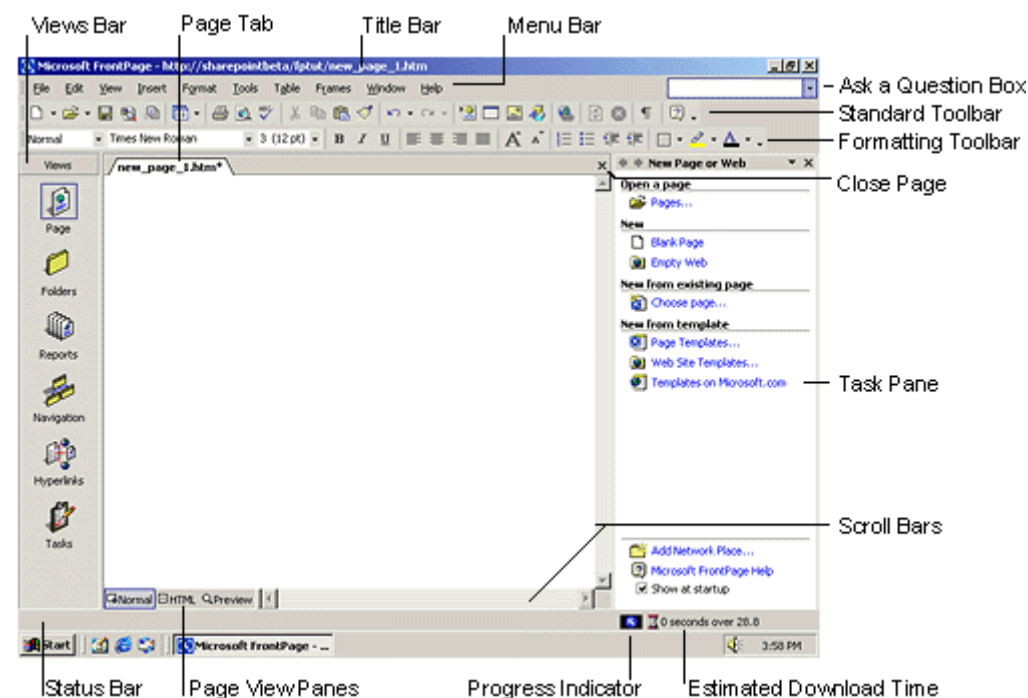 Views Bar Page Tab Title Bar Menu Bar
Microsoft FrontPage - http://sharepointbeta/fptut/new_page_1.htm
File Edit View Insert Format Tools Table Frames Window Help
Ask a Question Box
Standard Toolbar
Normal Times New Roman 3 (12 pt) B I U A A A
Formatting Toolbar
Views new_page_1.htm* New Page or Web
Close Page
Open a page
Pages...
Page
New
Blank Page
Empty Web
Folders
New from existing page
Choose page...
New from template
Page Templates...
Reports
Web Site Templates...
Templates on Microsoft.com Task Pane
Navigation
Hyperlinks
Scroll Bars
Tasks
Add Network Place...
Microsoft FrontPage Help
Show at startup
Normal HTML Preview
0 seconds over 28.8
Start Microsoft FrontPage - ... 3:58 PM
Status Bar Page View Panes Progress Indicator Estimated Download Time